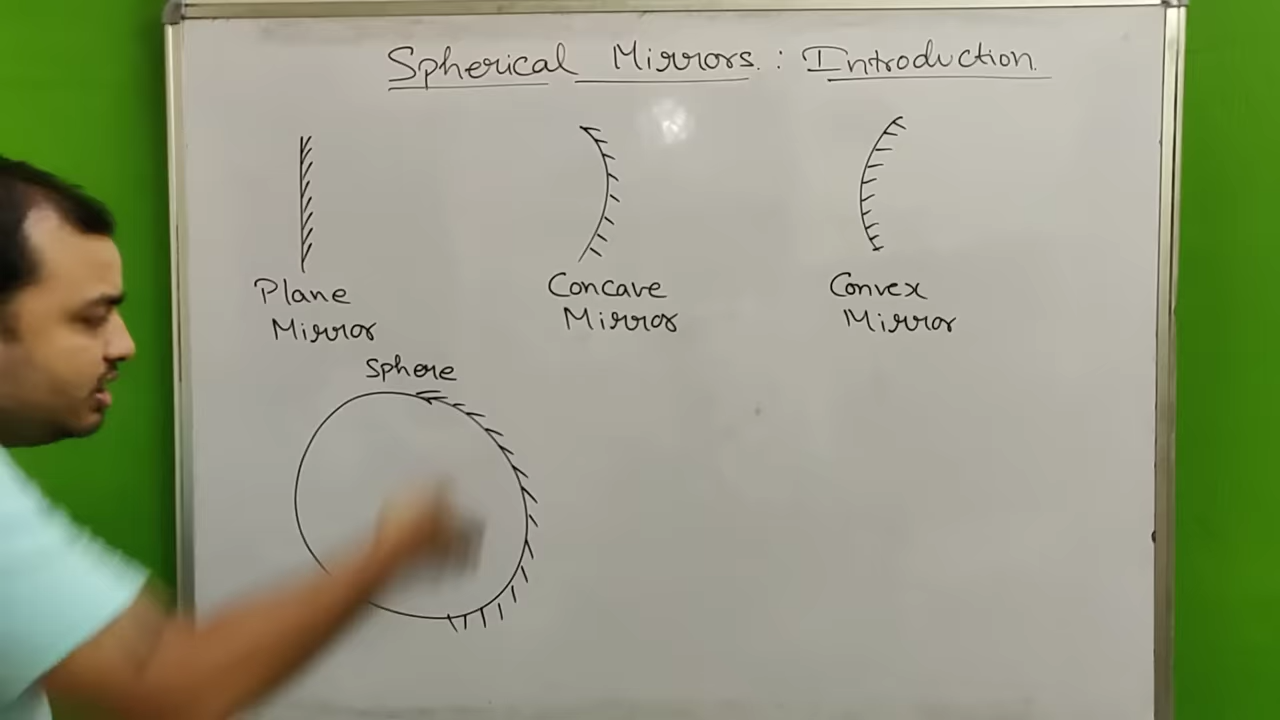 Spherical Mirrors. : Introduction.
Plane
Mirror
Concave
Mirror
Convex
Mirror
Sphere